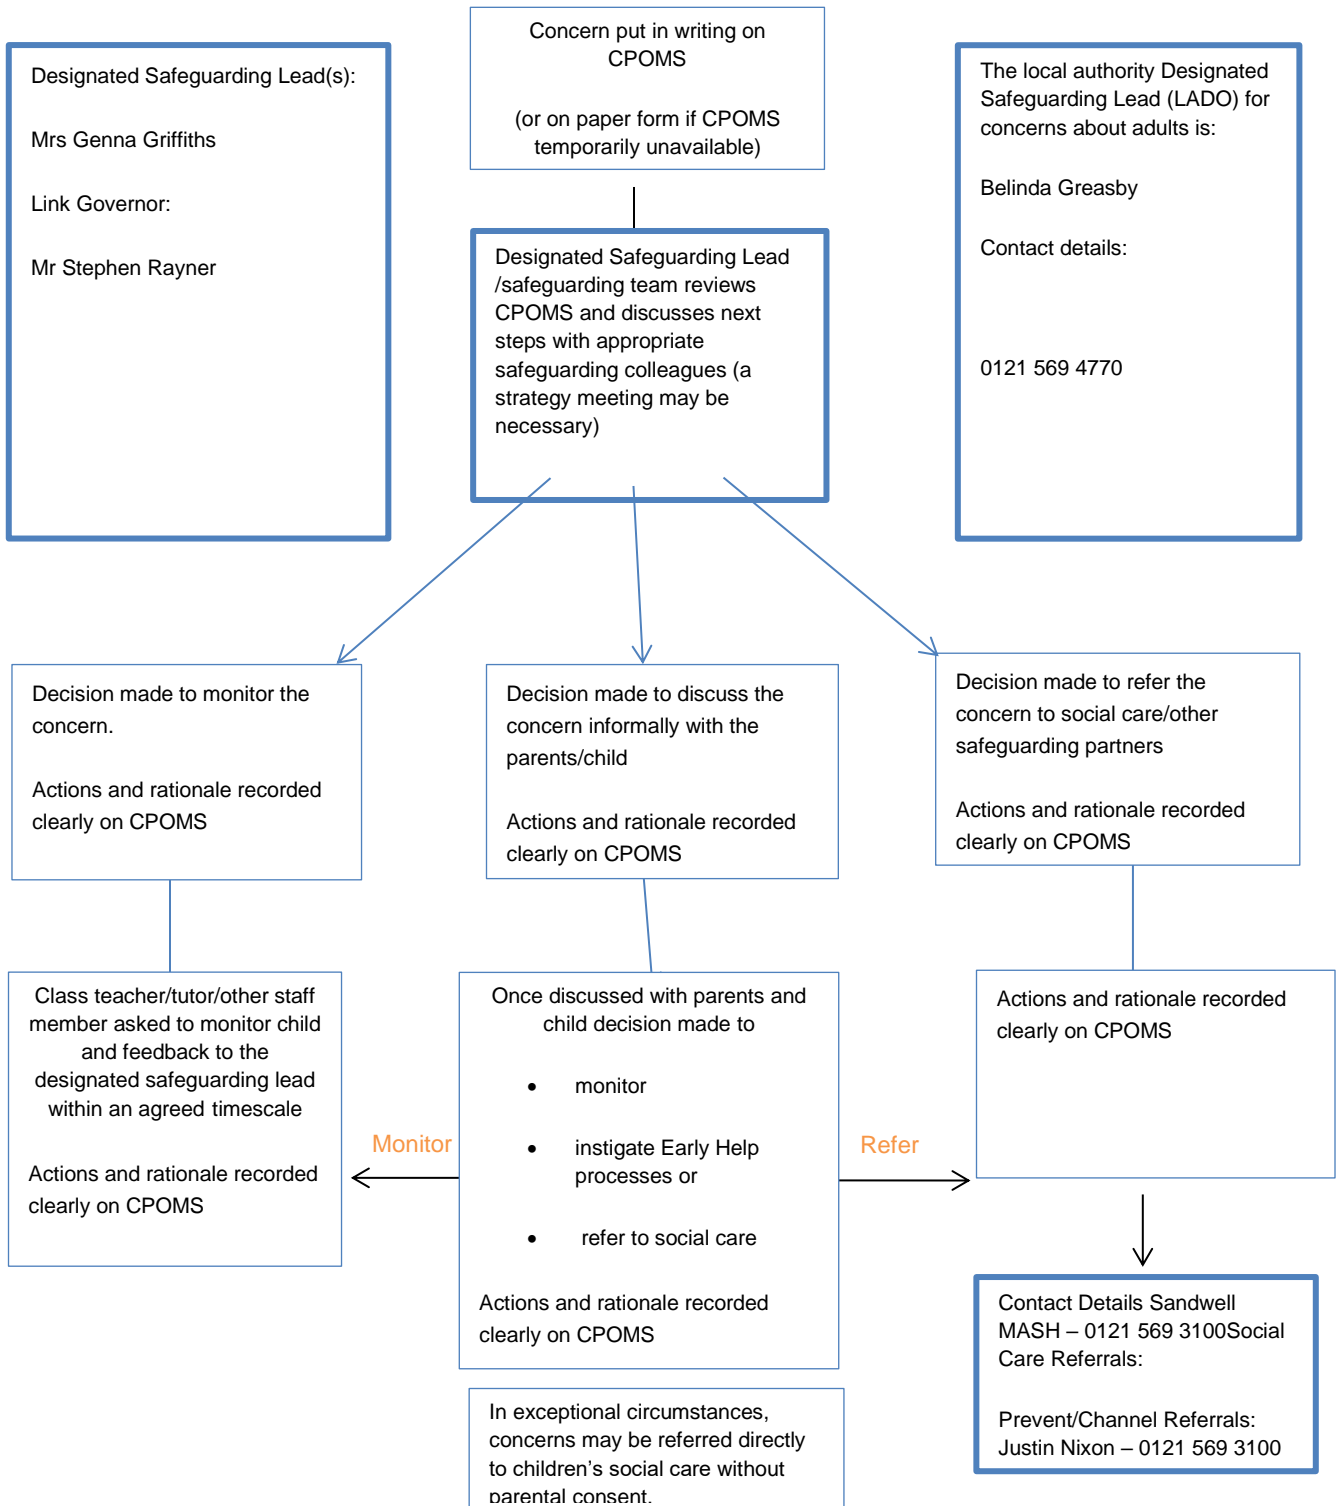 Concern put in writing on
CPOMS
(or on paper form if CPOMS
temporarily unavailable)
Designated Safeguarding Lead(s):
Mrs Genna Griffiths
Link Governor:
Mr Stephen Rayner
The local authority Designated
Safeguarding Lead (LADO) for
concerns about adults is:
Belinda Greasby
Contact details:
0121 569 4770
Designated Safeguarding Lead
/safeguarding team reviews
CPOMS and discusses next
steps with appropriate
safeguarding colleagues (a
strategy meeting may be
necessary)
Decision made to monitor the
concern.
Actions and rationale recorded
clearly on CPOMS
Decision made to discuss the
concern informally with the
parents/child
Actions and rationale recorded
clearly on CPOMS
Decision made to refer the
concern to social care/other
safeguarding partners
Actions and rationale recorded
clearly on CPOMS
Class teacher/tutor/other staff
member asked to monitor child
and feedback to the
designated safeguarding lead
within an agreed timescale
Actions and rationale recorded
clearly on CPOMS
Monitor
Once discussed with parents and
child decision made to
• monitor
• instigate Early Help
processes or
• refer to social care
Actions and rationale recorded
clearly on CPOMS
Refer
Actions and rationale recorded
clearly on CPOMS
Contact Details Sandwell
MASH – 0121 569 3100Social
Care Referrals:
Prevent/Channel Referrals:
Justin Nixon – 0121 569 3100
In exceptional circumstances,
concerns may be referred directly
to children's social care without
parental consent.